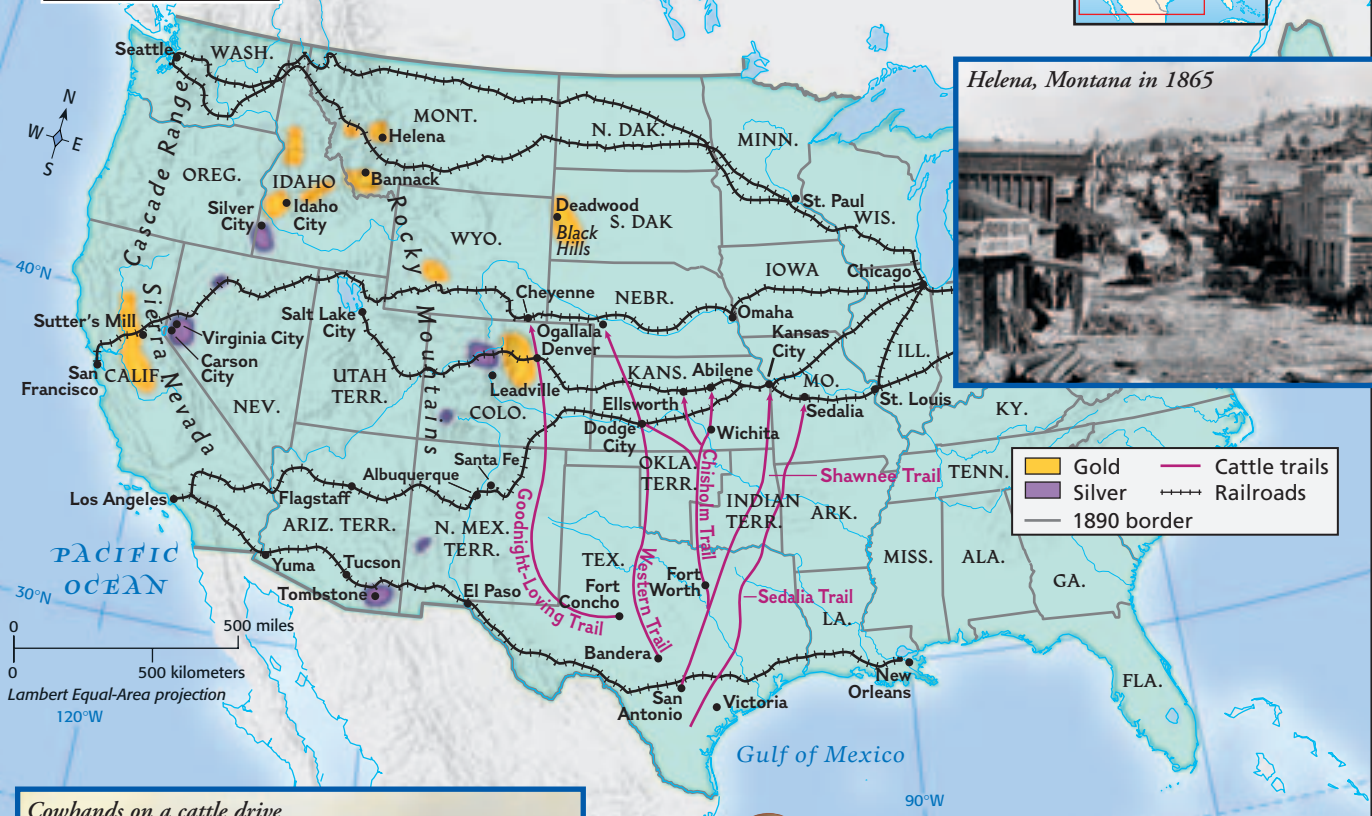 Seattle
WASH.
Helena, Montana in 1865
N
W
E
S
MONT.
Helena
N. DAK.
MINN.
Cascade Range
OREG.
IDAHO
Bannack
Silver
City
Idaho
City
Rocky
Mountains
Deadwood
Black
Hills
S. DAK
St. Paul
WIS.
WYO.
40°N
IOWA
Chicago
Cheyenne
NEBR.
Omaha
Sierra Nevada
Sutter's Mill
Virginia City
Carson
City
Salt Lake
City
Ogallala
Denver
Kansas
City
ILL.
San
Francisco
CALIF.
NEV.
UTAH
TERR.
Leadville
COLO.
KANS.
Abilene
Ellsworth
MO.
Sedalia
St. Louis
KY.
Dodge
City
Wichita
Santa Fe
Albuquerque
Flagstaff
Los Angeles
OKLA.
TERR.
Chisholm Trail
Shawnee Trail
TENN.
INDIAN
TERR.
ARK.
Gold
Silver
1890 border
Cattle trails
Railroads
ARIZ. TERR.
N. MEX.
TERR.
Goodnight-Loving Trail
PACIFIC
OCEAN
Yuma
Tucson
Tombstone
El Paso
TEX.
Fort
Concho
Western Trail
Fort
Worth
Sedalia Trail
MISS.
ALA.
GA.
LA.
30°N
0
500 miles
0
500 kilometers
Lambert Equal-Area projection
120°W
Bandera
San
Antonio
Victoria
New
Orleans
FLA.
Gulf of Mexico
90°W
Cowhands on a cattle drive